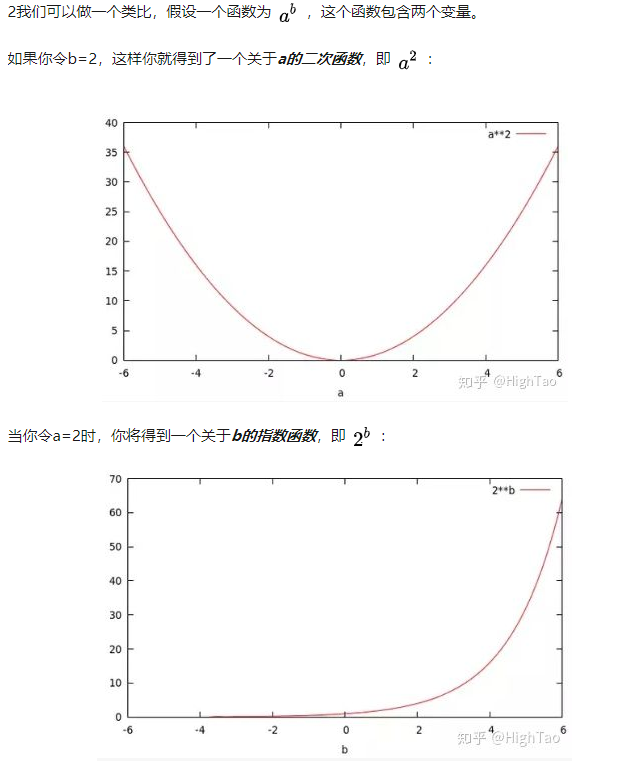 2我们可以做一个类比，假设一个函数为 a^b ，这个函数包含两个变量。
如果你令b=2，这样你就得到了一个关于a的二次函数，即 a^2 ：
40
a**2
35
30
25
20
15
10
5
0
-6 -4 -2 0 2 4 6
知乎 @HighTao
a
当你令a=2时，你将得到一个关于b的指数函数，即 2^b ：
70
2**b
60
50
40
30
20
10
0
-6 -4 -2 0 2 4 6
知乎 @HighTao
b